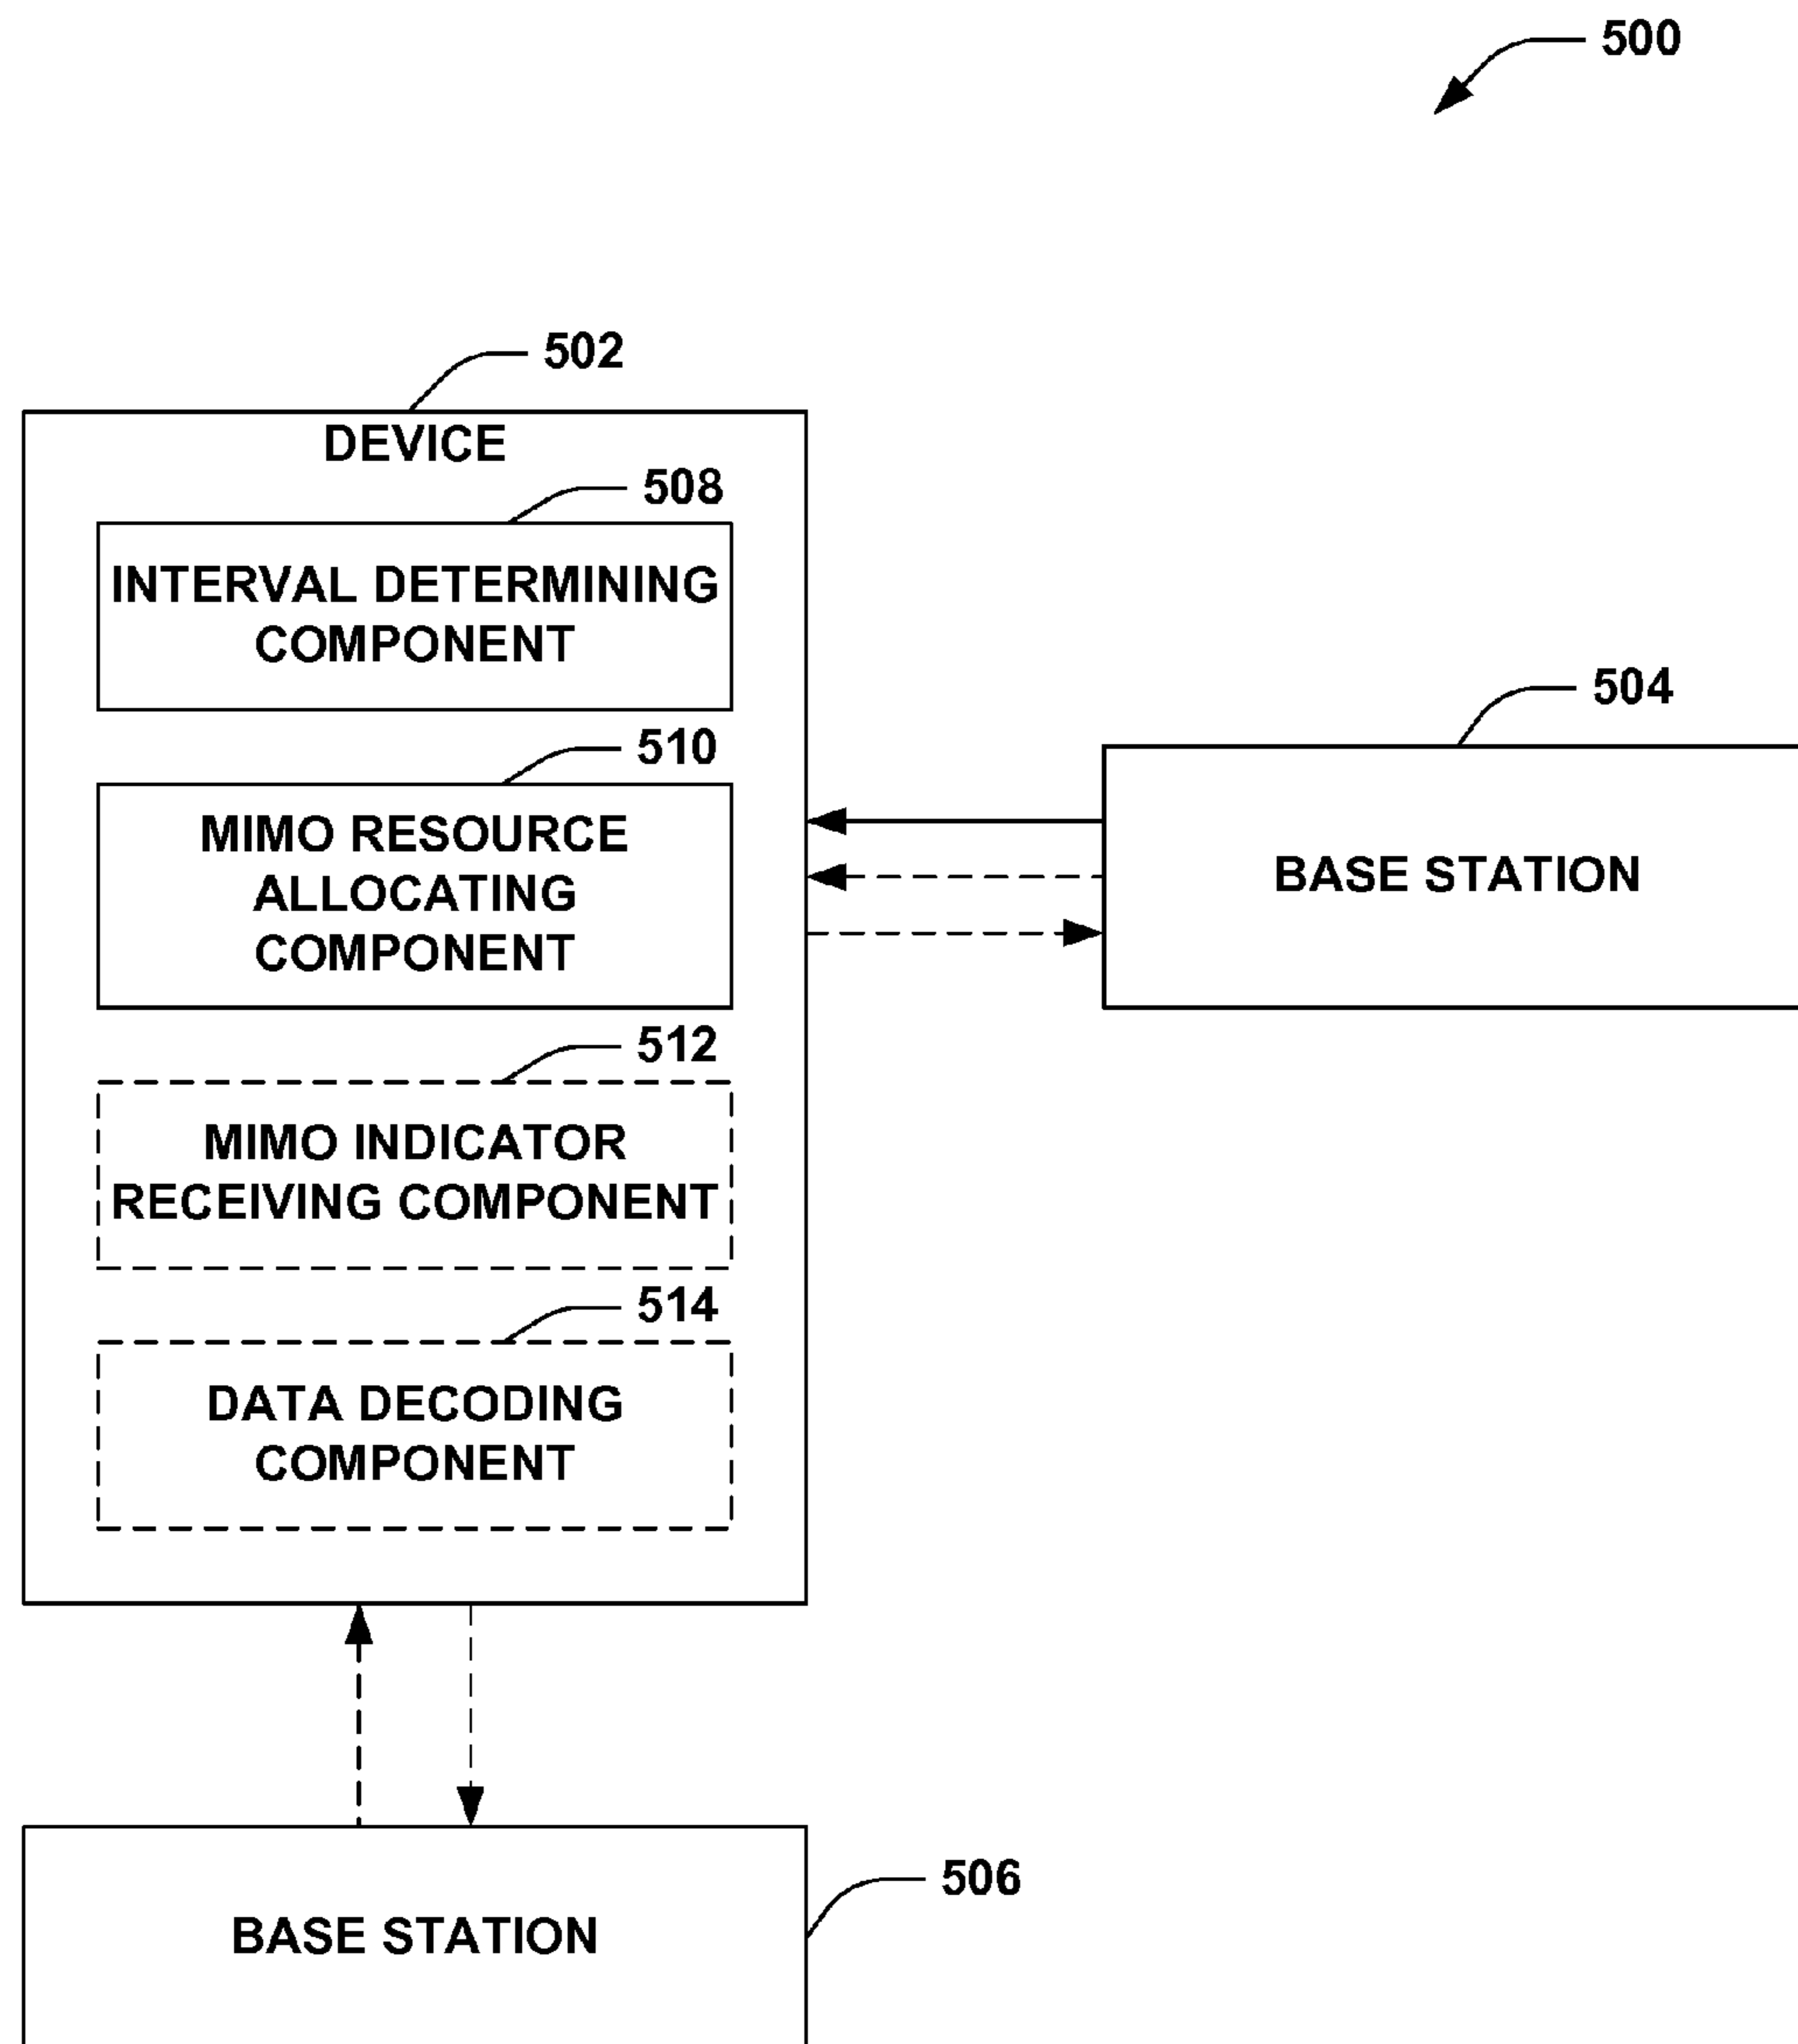 500
502
DEVICE
508
INTERVAL DETERMINING
COMPONENT
504
510
MIMO RESOURCE
ALLOCATING
COMPONENT
BASE STATION
512
MIMO INDICATOR
RECEIVING COMPONENT
514
DATA DECODING
COMPONENT
506
BASE STATION